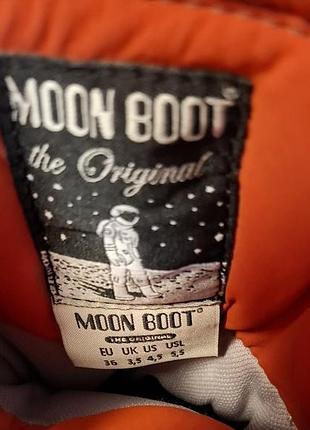 MOON BOOT®
the Original
MOON BOOT®
THE ORIGINAL
EU UK US USL
36 3,5 4,5 5,5